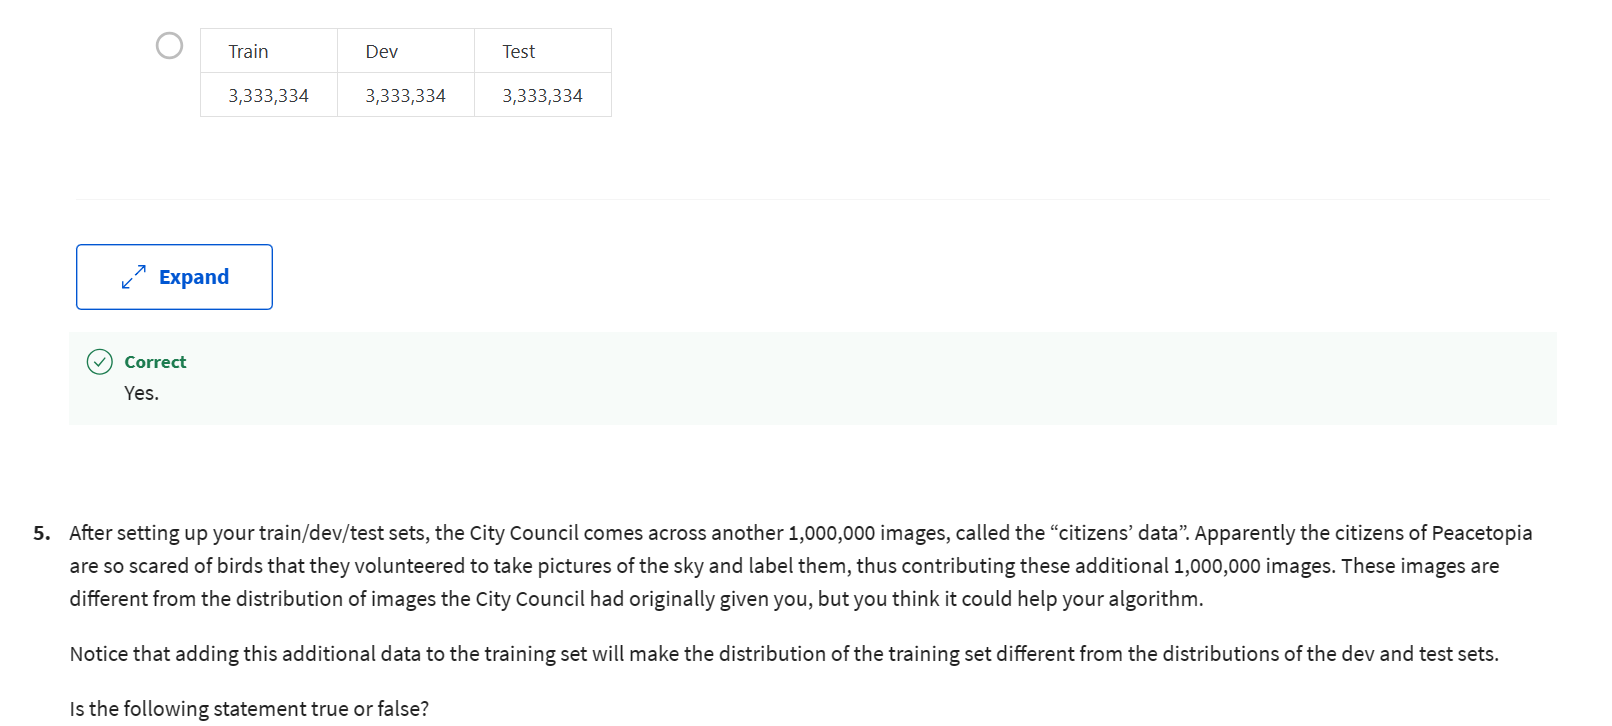 Train Dev Test
3,333,334 3,333,334 3,333,334
Expand
Correct
Yes.
5. After setting up your train/dev/test sets, the City Council comes across another 1,000,000 images, called the “citizens’ data”. Apparently the citizens of Peacetopia
are so scared of birds that they volunteered to take pictures of the sky and label them, thus contributing these additional 1,000,000 images. These images are
different from the distribution of images the City Council had originally given you, but you think it could help your algorithm.
Notice that adding this additional data to the training set will make the distribution of the training set different from the distributions of the dev and test sets.
Is the following statement true or false?